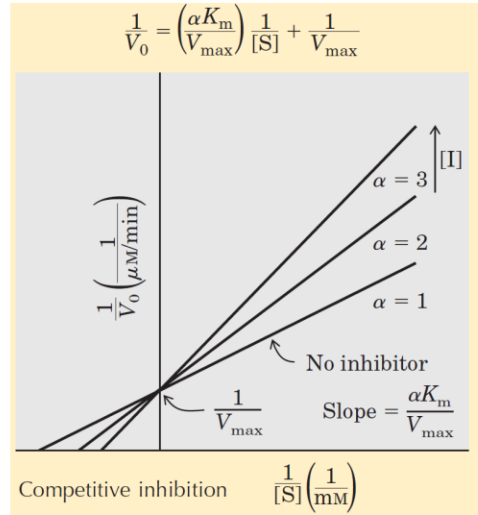 1/V₀ = (αKₘ/Vₘₐₓ) 1/[S] + 1/Vₘₐₓ
[I]
α = 3
α = 2
α = 1
1/V₀ (1/μM/min)
No inhibitor
1/Vₘₐₓ
Slope = αKₘ/Vₘₐₓ
Competitive inhibition 1/[S] (1/mM)